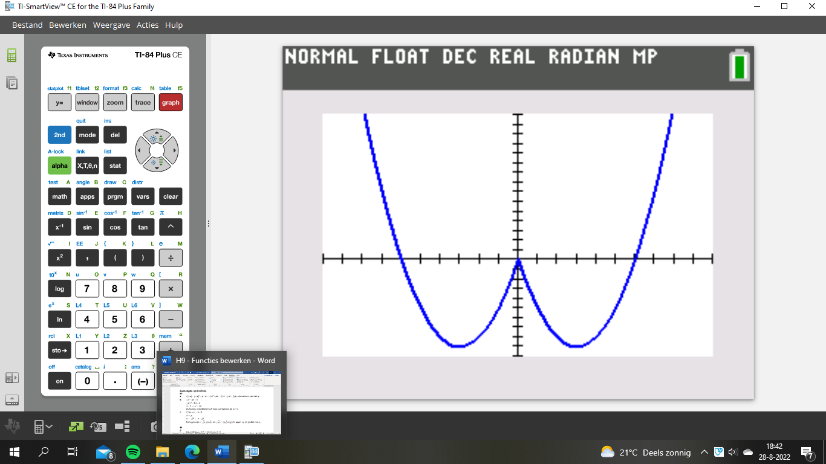 TI-SmartView™ CE for the TI-84 Plus Family
Bestand Bewerken Weergave Acties Hulp
TEXAS INSTRUMENTS TI-84 Plus CE
statplot f1 tblset f2 format f3 calc f4 table f5
y= window zoom trace graph
quit ins
2nd mode del
A-lock link list
alpha X,T,θ,n stat
test A angle B draw C distr
math apps prgm vars clear
matrix D sin⁻¹ E cos⁻¹ F tan⁻¹ G π H
x⁻¹ sin cos tan ^
√ I EE J { K } L e M
x² , ( ) ÷
10ˣ N u O v P w Q [ R
log 7 8 9 ×
eˣ S L4 T L5 U L6 V ] W
ln 4 5 6 −
rcl X L1 Y L2 Z L3 θ mem "
sto→ 1 2 3 +
off catalog i : ans ?
on 0 . (−)
NORMAL FLOAT DEC REAL RADIAN MP
H9 - Functies bewerken - Word
21°C Deels zonnig
18:42
28-8-2022
8
7